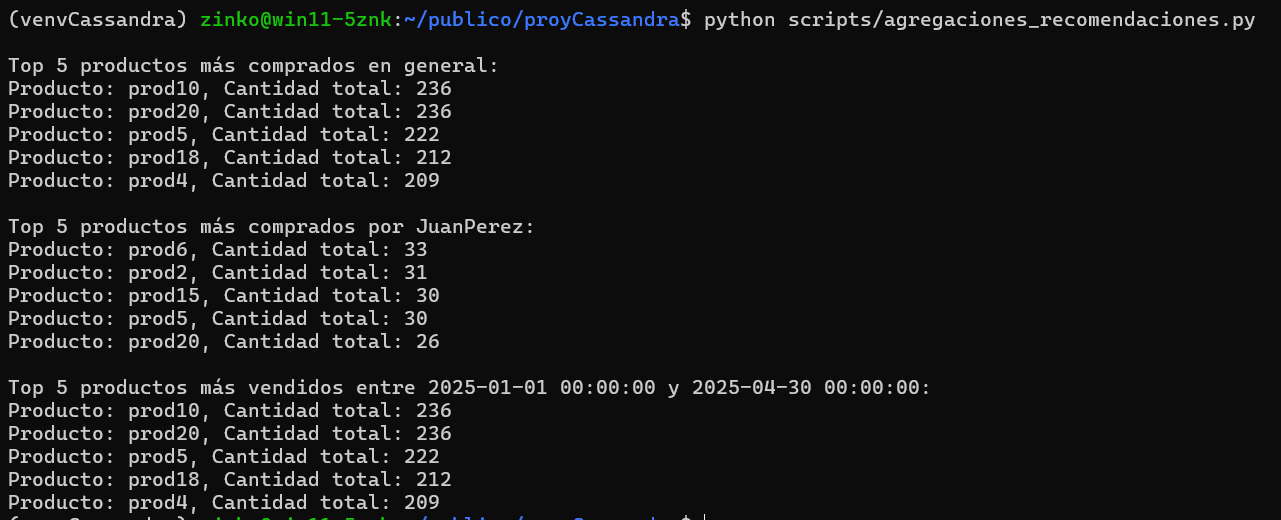 (venvCassandra) zinko@win11-5znk:~/publico/proyCassandra$ python scripts/agregaciones_recomendaciones.py
Top 5 productos más comprados en general:
Producto: prod10, Cantidad total: 236
Producto: prod20, Cantidad total: 236
Producto: prod5, Cantidad total: 222
Producto: prod18, Cantidad total: 212
Producto: prod4, Cantidad total: 209
Top 5 productos más comprados por JuanPerez:
Producto: prod6, Cantidad total: 33
Producto: prod2, Cantidad total: 31
Producto: prod15, Cantidad total: 30
Producto: prod5, Cantidad total: 30
Producto: prod20, Cantidad total: 26
Top 5 productos más vendidos entre 2025-01-01 00:00:00 y 2025-04-30 00:00:00:
Producto: prod10, Cantidad total: 236
Producto: prod20, Cantidad total: 236
Producto: prod5, Cantidad total: 222
Producto: prod18, Cantidad total: 212
Producto: prod4, Cantidad total: 209